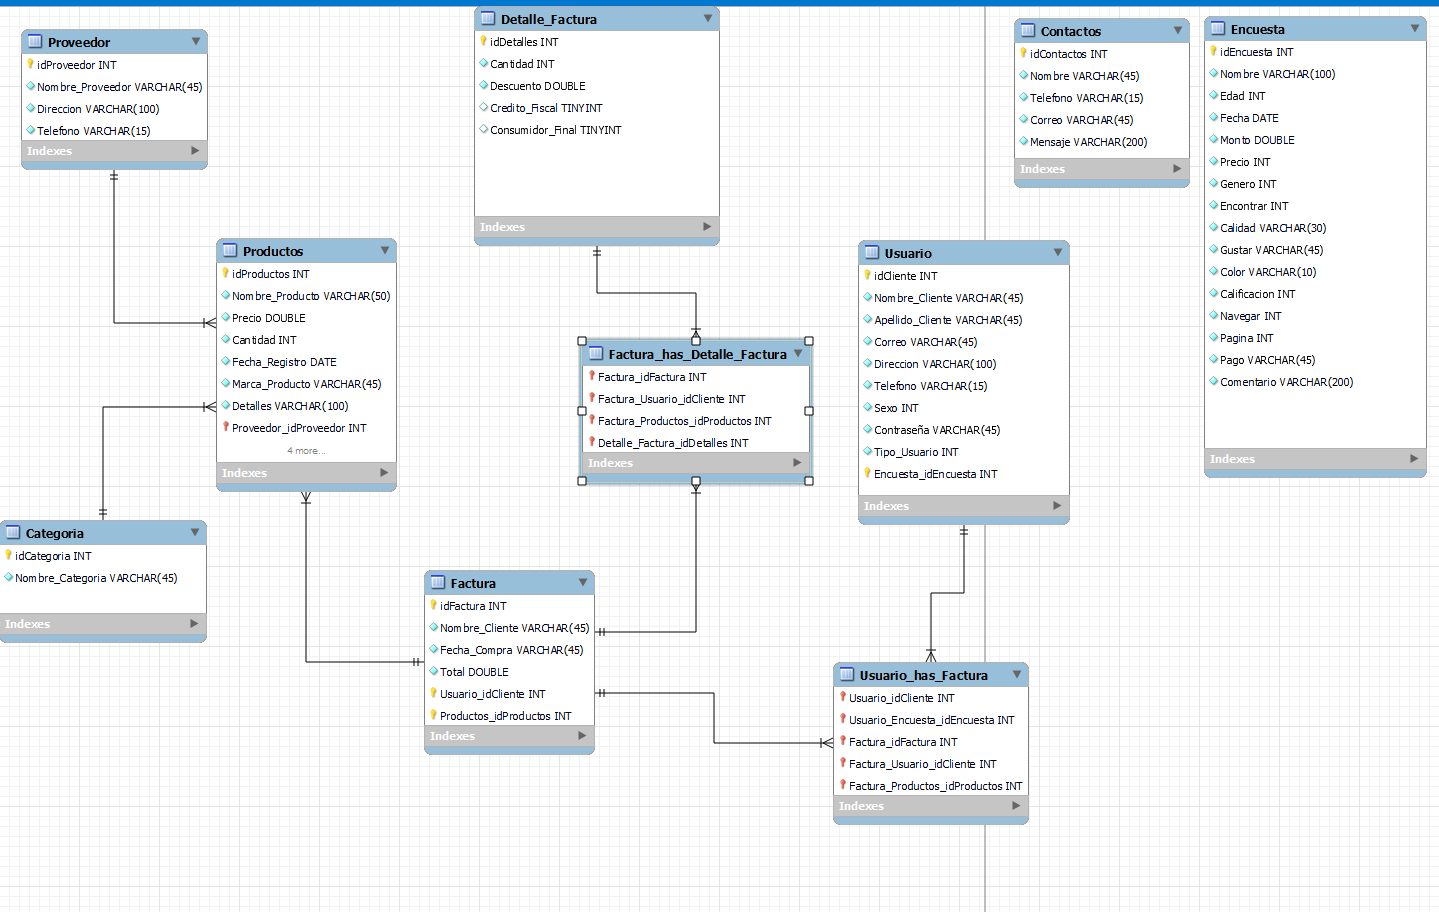 Proveedor
idProveedor INT
Nombre_Proveedor VARCHAR(45)
Direccion VARCHAR(100)
Telefono VARCHAR(15)
Indexes
Detalle_Factura
idDetalles INT
Cantidad INT
Descuento DOUBLE
Credito_Fiscal TINYINT
Consumidor_Final TINYINT
Indexes
Contactos
idContactos INT
Nombre VARCHAR(45)
Telefono VARCHAR(15)
Correo VARCHAR(45)
Mensaje VARCHAR(200)
Indexes
Encuesta
idEncuesta INT
Nombre VARCHAR(100)
Edad INT
Fecha DATE
Monto DOUBLE
Precio INT
Genero INT
Encontrar INT
Calidad VARCHAR(30)
Gustar VARCHAR(45)
Color VARCHAR(10)
Calificacion INT
Navegar INT
Pagina INT
Pago VARCHAR(45)
Comentario VARCHAR(200)
Indexes
Productos
idProductos INT
Nombre_Producto VARCHAR(50)
Precio DOUBLE
Cantidad INT
Fecha_Registro DATE
Marca_Producto VARCHAR(45)
Detalles VARCHAR(100)
Proveedor_idProveedor INT
4 more...
Indexes
Usuario
idCliente INT
Nombre_Cliente VARCHAR(45)
Apellido_Cliente VARCHAR(45)
Correo VARCHAR(45)
Direccion VARCHAR(100)
Telefono VARCHAR(15)
Sexo INT
Contraseña VARCHAR(45)
Tipo_Usuario INT
Encuesta_idEncuesta INT
Indexes
Factura_has_Detalle_Factura
Factura_idFactura INT
Factura_Usuario_idCliente INT
Factura_Productos_idProductos INT
Detalle_Factura_idDetalles INT
Indexes
Categoria
idCategoria INT
Nombre_Categoria VARCHAR(45)
Indexes
Factura
idFactura INT
Nombre_Cliente VARCHAR(45)
Fecha_Compra VARCHAR(45)
Total DOUBLE
Usuario_idCliente INT
Productos_idProductos INT
Indexes
Usuario_has_Factura
Usuario_idCliente INT
Usuario_Encuesta_idEncuesta INT
Factura_idFactura INT
Factura_Usuario_idCliente INT
Factura_Productos_idProductos INT
Indexes